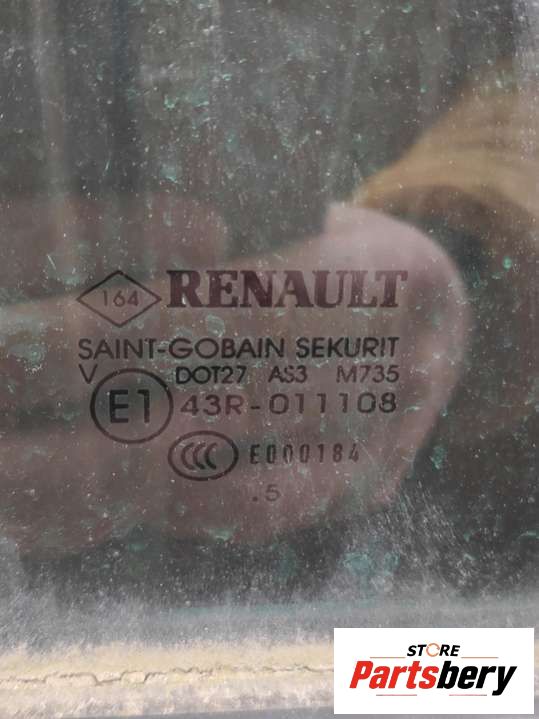 164 RENAULT
SAINT-GOBAIN SEKURIT
V DOT27 AS3 M735
E1 43R-011108
CCC E000184
.5
STORE
Partsbery